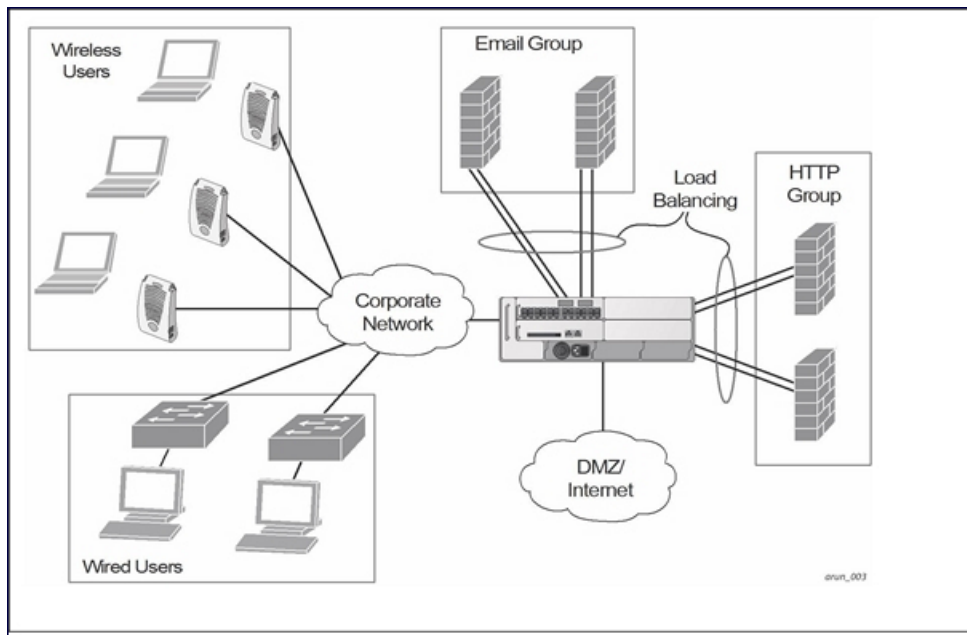 Wireless
Users
Email Group
Load
Balancing
HTTP
Group
Corporate
Network
DMZ/
Internet
Wired Users
arun_003